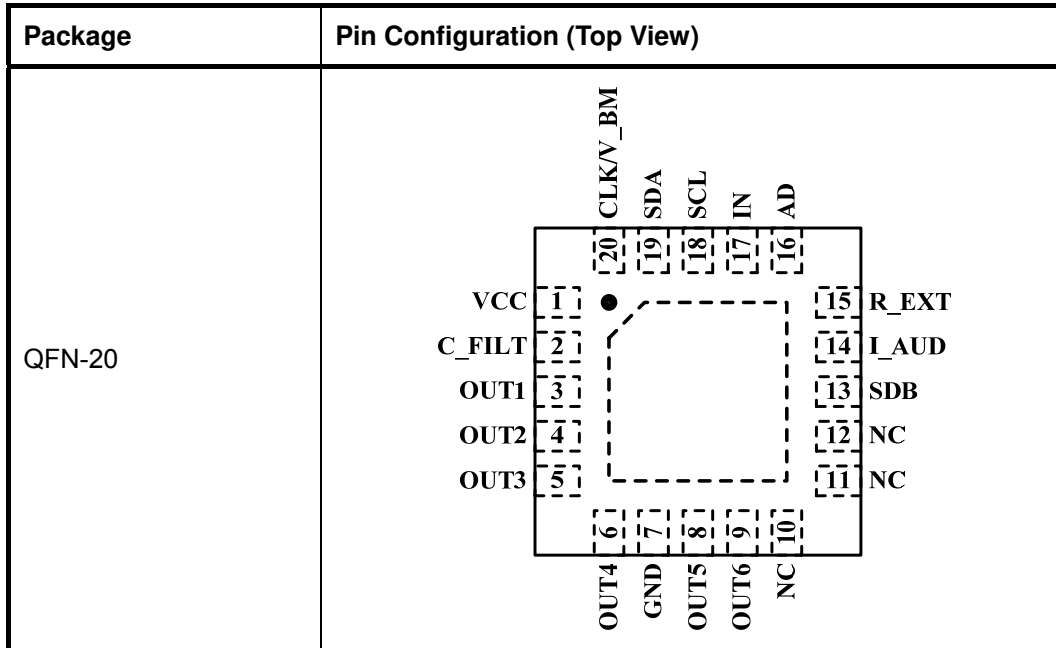 Package
Pin Configuration (Top View)
QFN-20
CLK/V_BM
SDA
SCL
IN
AD
20
19
18
17
16
VCC 1
C_FILT 2
OUT1 3
OUT2 4
OUT3 5
15 R_EXT
14 I_AUD
13 SDB
12 NC
11 NC
6
7
8
9
10
OUT4
GND
OUT5
OUT6
NC